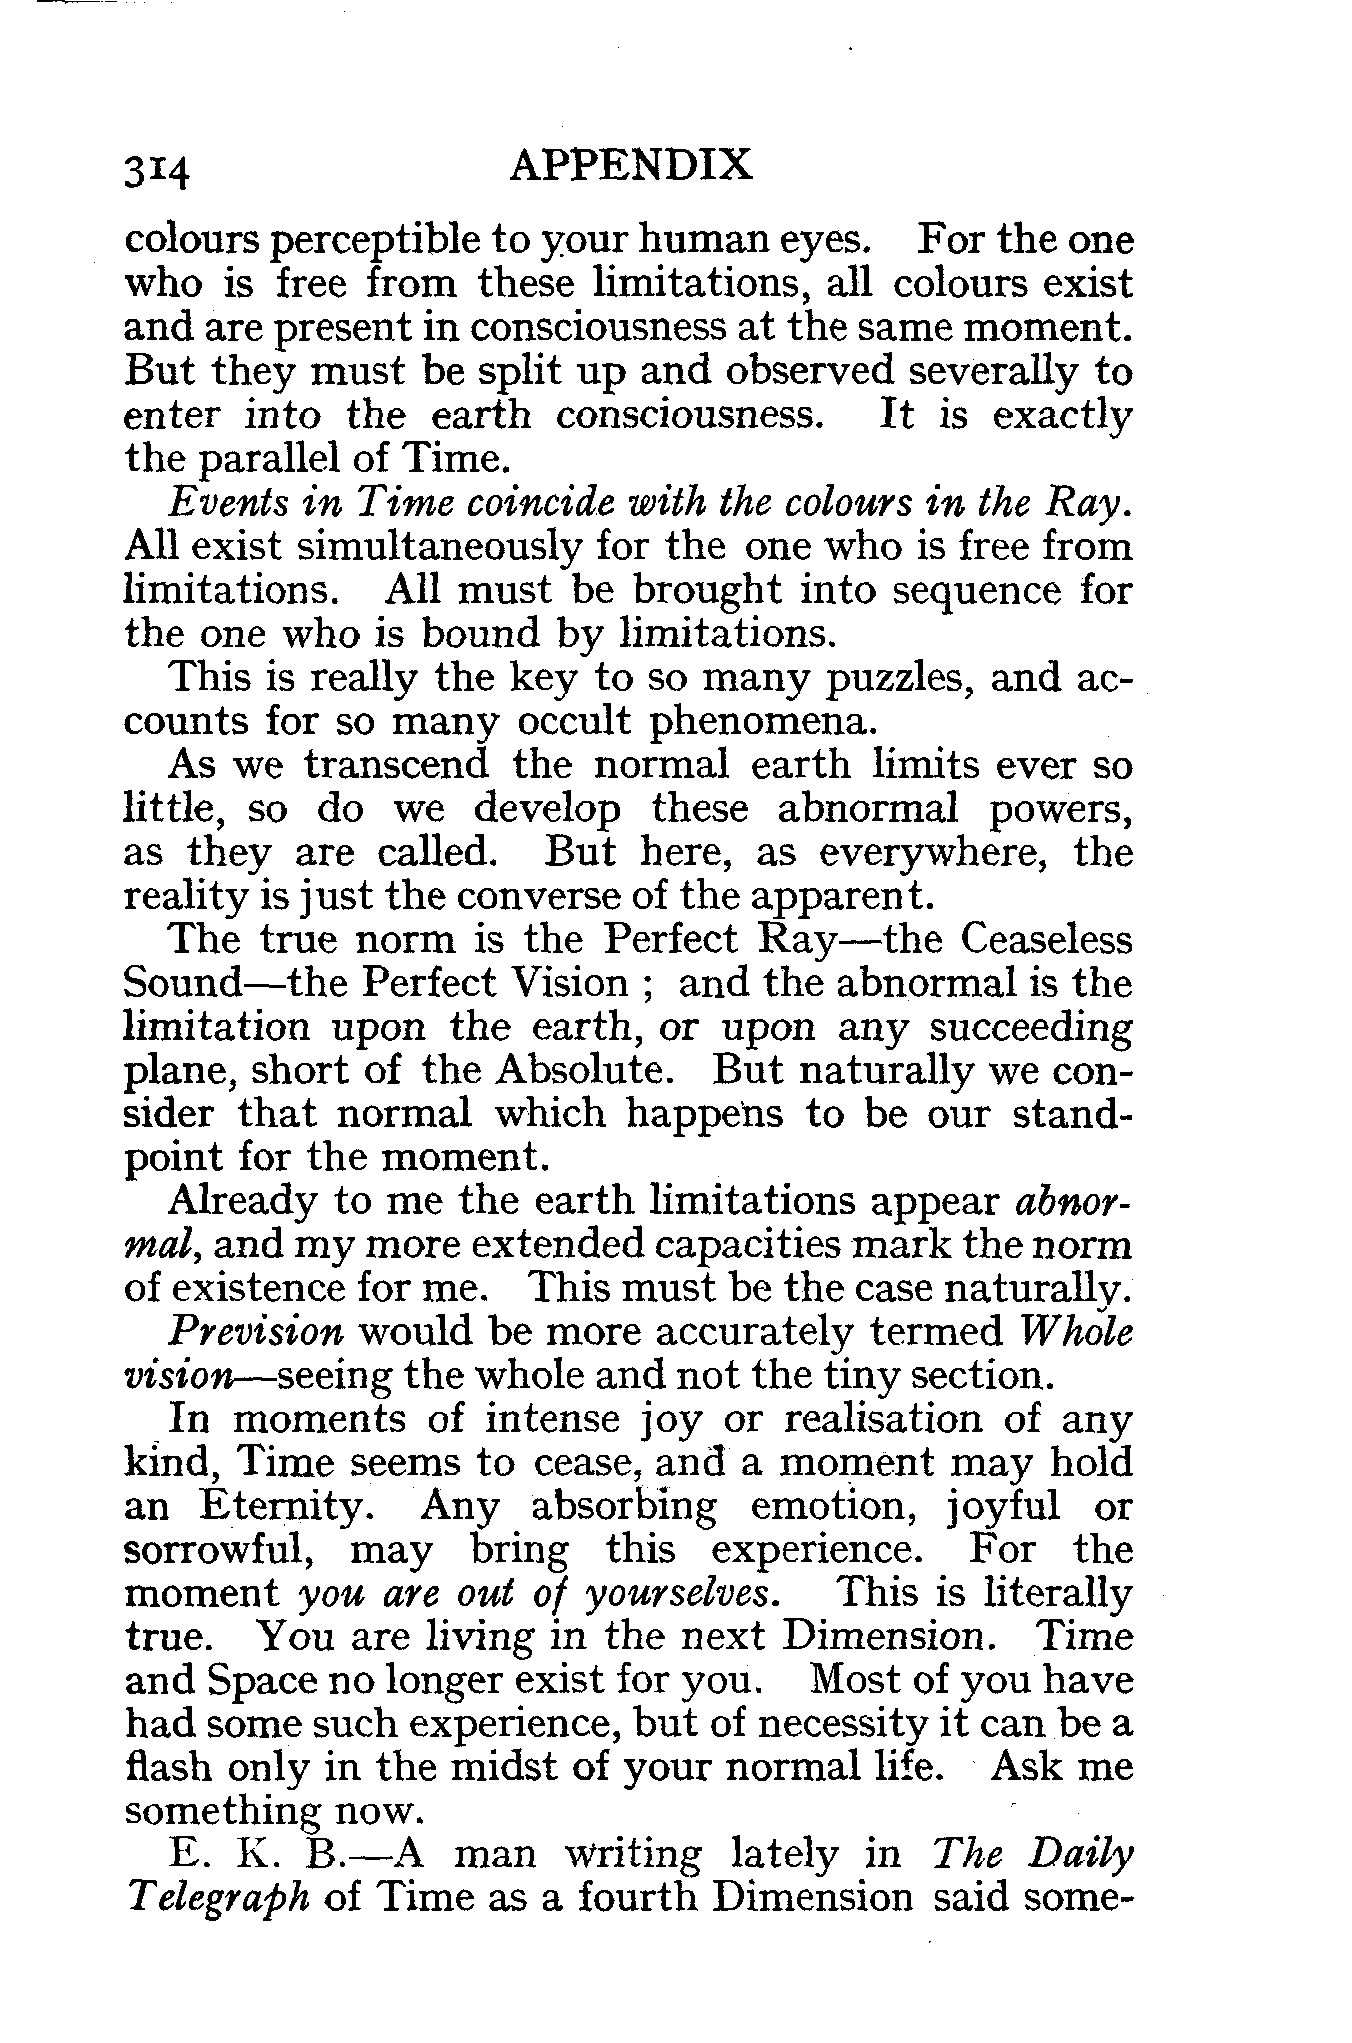 314 APPENDIX
colours perceptible to your human eyes. For the one
who is free from these limitations, all colours exist
and are present in consciousness at the same moment.
But they must be split up and observed severally to
enter into the earth consciousness. It is exactly
the parallel of Time.
Events in Time coincide with the colours in the Ray.
All exist simultaneously for the one who is free from
limitations. All must be brought into sequence for
the one who is bound by limitations.
This is really the key to so many puzzles, and ac-
counts for so many occult phenomena.
As we transcend the normal earth limits ever so
little, so do we develop these abnormal powers,
as they are called. But here, as everywhere, the
reality is just the converse of the apparent.
The true norm is the Perfect Ray—the Ceaseless
Sound—the Perfect Vision ; and the abnormal is the
limitation upon the earth, or upon any succeeding
plane, short of the Absolute. But naturally we con-
sider that normal which happens to be our stand-
point for the moment.
Already to me the earth limitations appear abnor-
mal, and my more extended capacities mark the norm
of existence for me. This must be the case naturally.
Prevision would be more accurately termed Whole
vision—seeing the whole and not the tiny section.
In moments of intense joy or realisation of any
kind, Time seems to cease, and a moment may hold
an Eternity. Any absorbing emotion, joyful or
sorrowful, may bring this experience. For the
moment you are out of yourselves. This is literally
true. You are living in the next Dimension. Time
and Space no longer exist for you. Most of you have
had some such experience, but of necessity it can be a
flash only in the midst of your normal life. Ask me
something now.
E. K. B.—A man writing lately in The Daily
Telegraph of Time as a fourth Dimension said some-